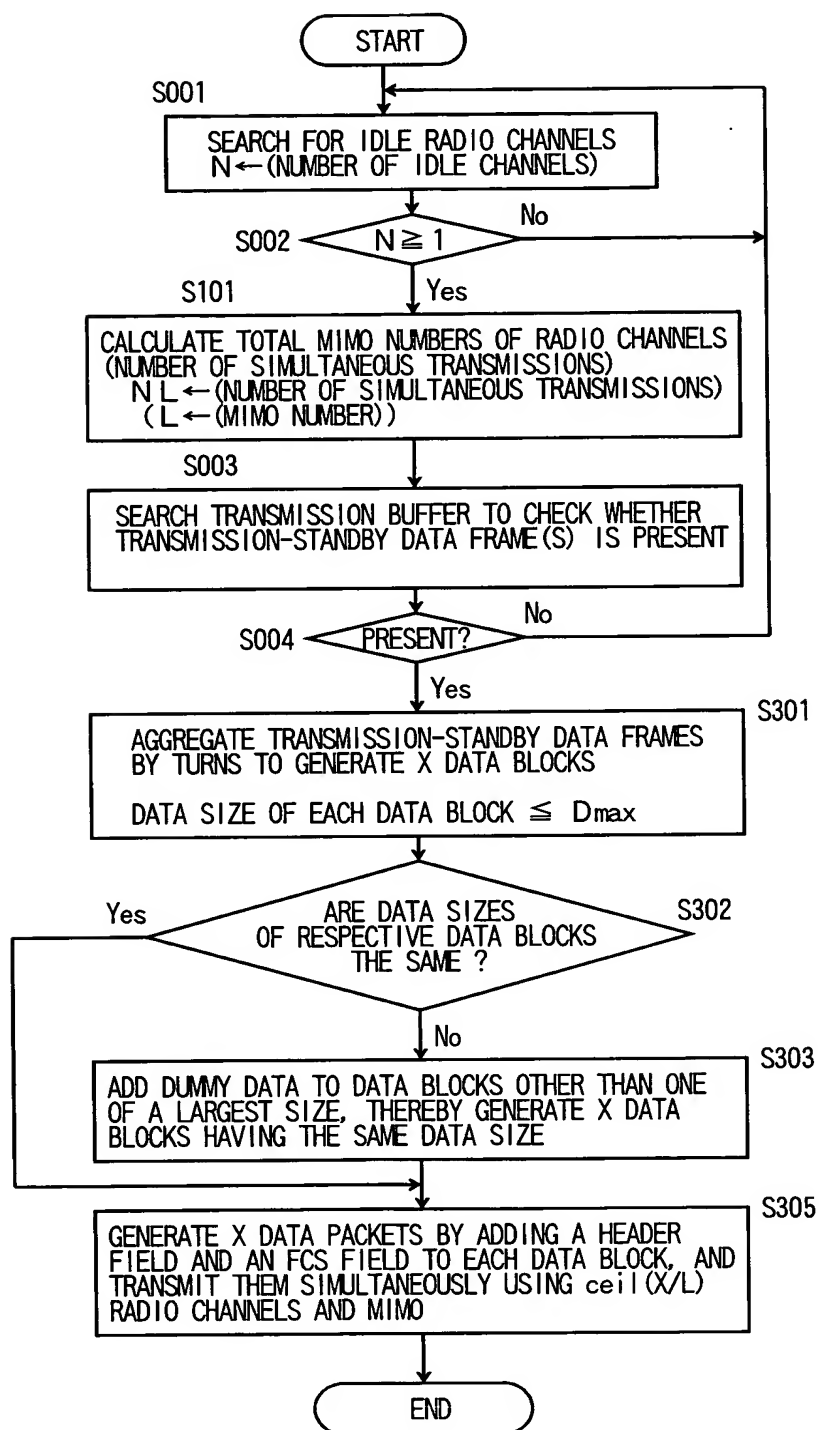 START
S001
SEARCH FOR IDLE RADIO CHANNELS
N←(NUMBER OF IDLE CHANNELS)
No
S002
N≧1
Yes
S101
CALCULATE TOTAL MIMO NUMBERS OF RADIO CHANNELS
(NUMBER OF SIMULTANEOUS TRANSMISSIONS)
NL←(NUMBER OF SIMULTANEOUS TRANSMISSIONS)
(L←(MIMO NUMBER))
S003
SEARCH TRANSMISSION BUFFER TO CHECK WHETHER
TRANSMISSION-STANDBY DATA FRAME(S) IS PRESENT
No
S004
PRESENT?
Yes
S301
AGGREGATE TRANSMISSION-STANDBY DATA FRAMES
BY TURNS TO GENERATE X DATA BLOCKS
DATA SIZE OF EACH DATA BLOCK ≦ Dmax
Yes
S302
ARE DATA SIZES
OF RESPECTIVE DATA BLOCKS
THE SAME ?
No
S303
ADD DUMMY DATA TO DATA BLOCKS OTHER THAN ONE
OF A LARGEST SIZE, THEREBY GENERATE X DATA
BLOCKS HAVING THE SAME DATA SIZE
S305
GENERATE X DATA PACKETS BY ADDING A HEADER
FIELD AND AN FCS FIELD TO EACH DATA BLOCK, AND
TRANSMIT THEM SIMULTANEOUSLY USING ceil(X/L)
RADIO CHANNELS AND MIMO
END